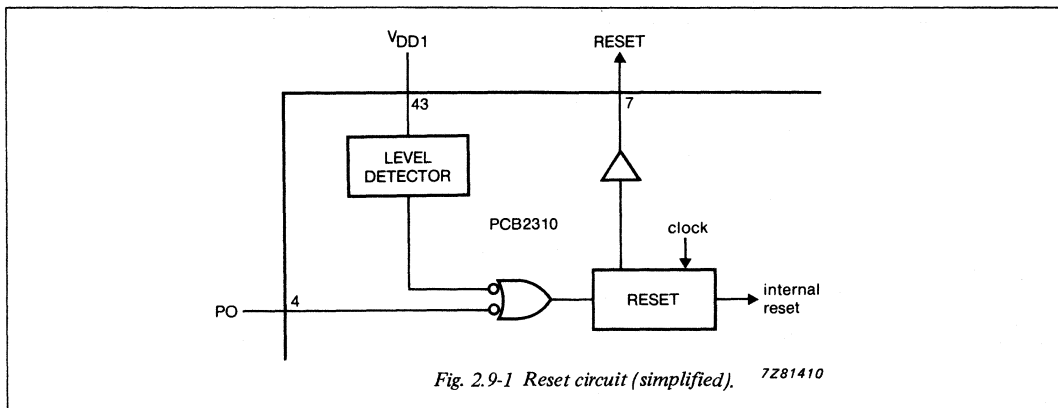 VDD1
RESET
43
7
LEVEL
DETECTOR
PCB2310
clock
4
PO
RESET
internal
reset
Fig. 2.9-1 Reset circuit (simplified).
7Z81410